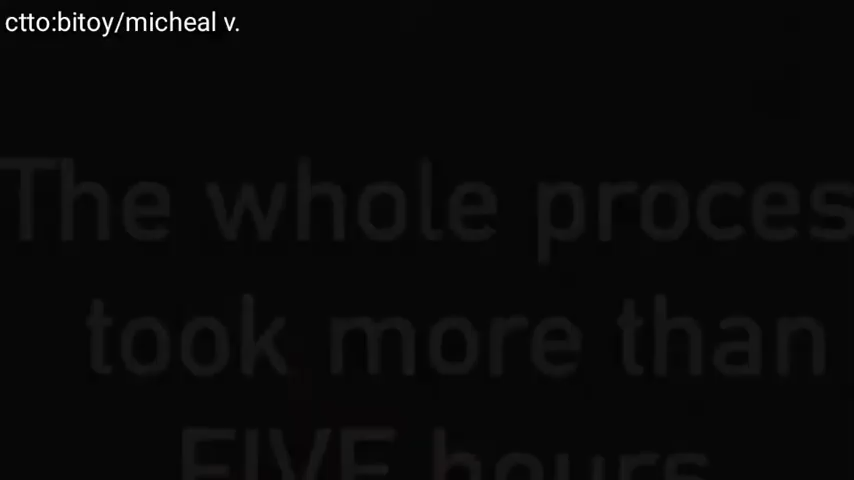 ctto:bitoy/micheal v.
The whole proces
took more than
FIVE hours